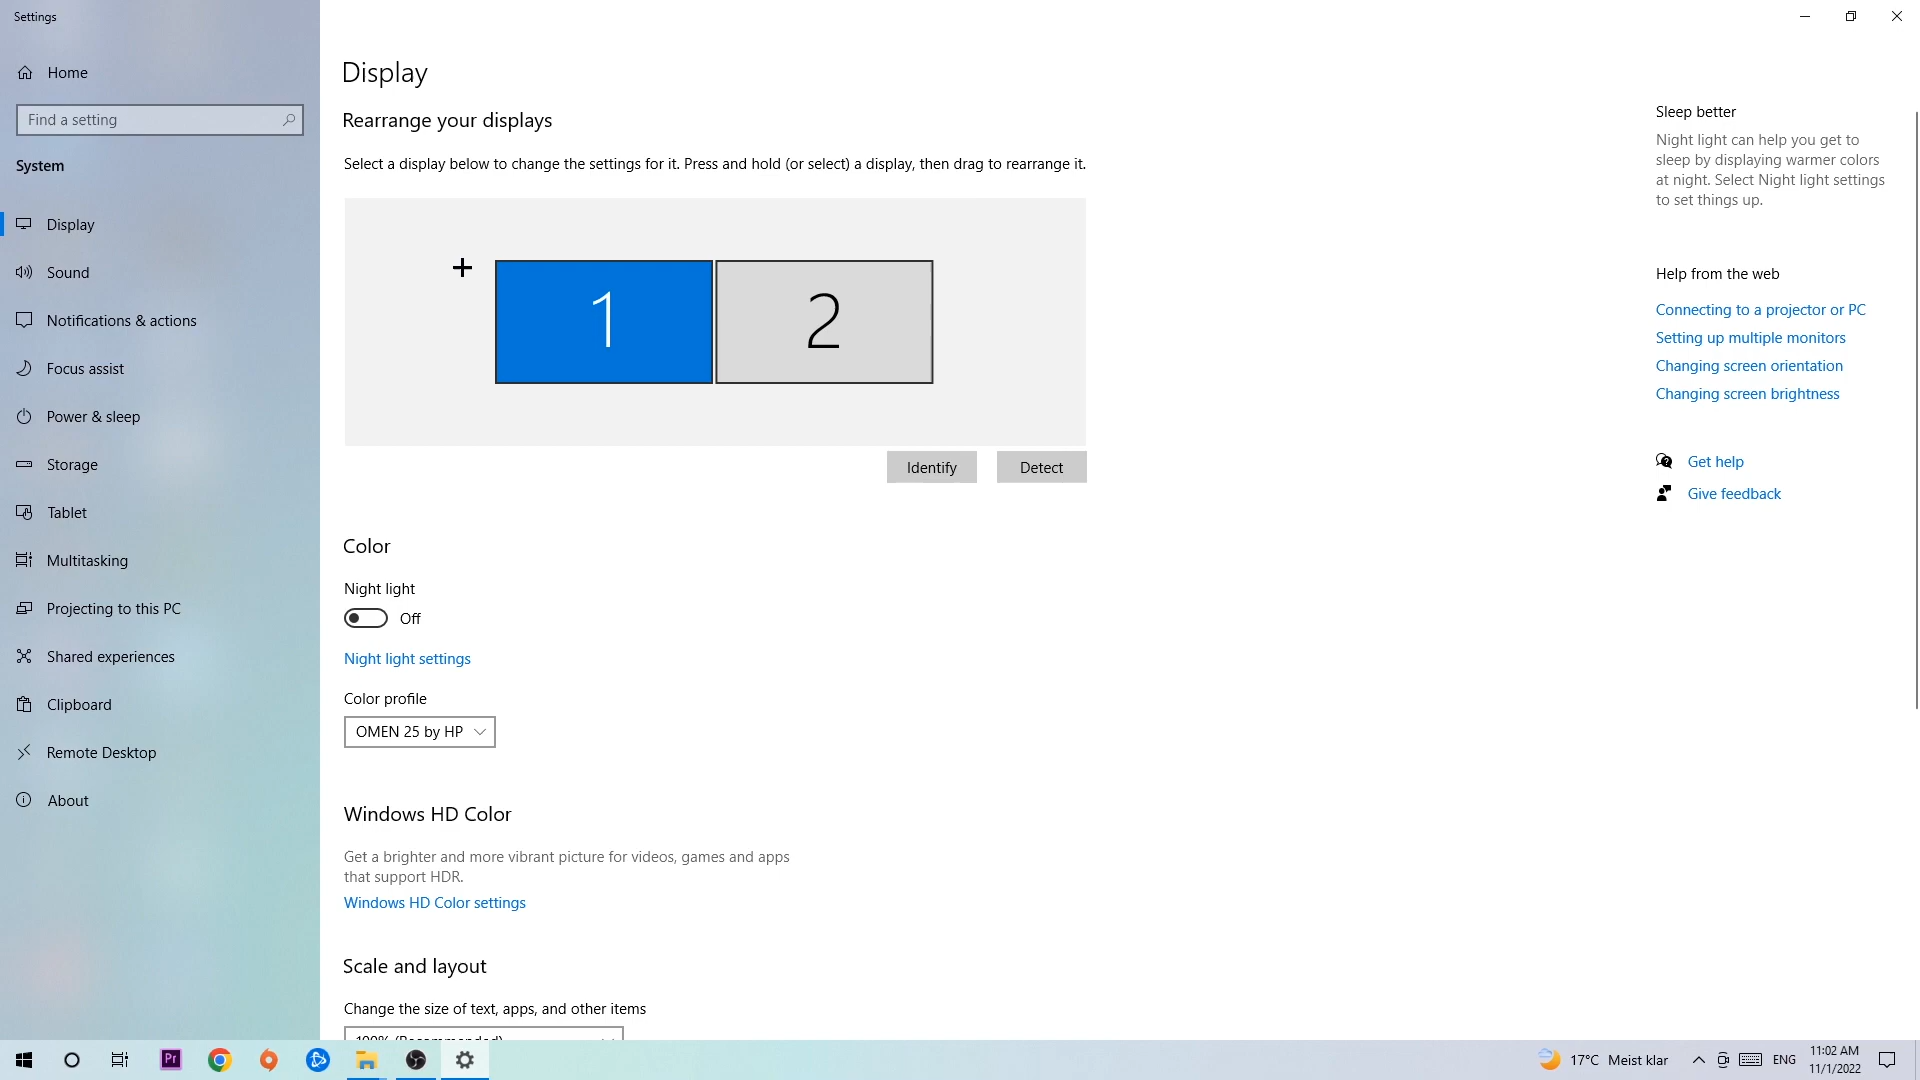 Settings
Home
Find a setting
System
Display
Sound
Notifications & actions
Focus assist
Power & sleep
Storage
Tablet
Multitasking
Projecting to this PC
Shared experiences
Clipboard
Remote Desktop
About
Display
Rearrange your displays
Select a display below to change the settings for it. Press and hold (or select) a display, then drag to rearrange it.
1
2
Identify
Detect
Color
Night light
Off
Night light settings
Color profile
OMEN 25 by HP
Windows HD Color
Get a brighter and more vibrant picture for videos, games and apps
that support HDR.
Windows HD Color settings
Scale and layout
Change the size of text, apps, and other items
100% (Recommended)
Sleep better
Night light can help you get to
sleep by displaying warmer colors
at night. Select Night light settings
to set things up.
Help from the web
Connecting to a projector or PC
Setting up multiple monitors
Changing screen orientation
Changing screen brightness
Get help
Give feedback
Pr
17°C Meist klar
ENG
11:02 AM
11/1/2022